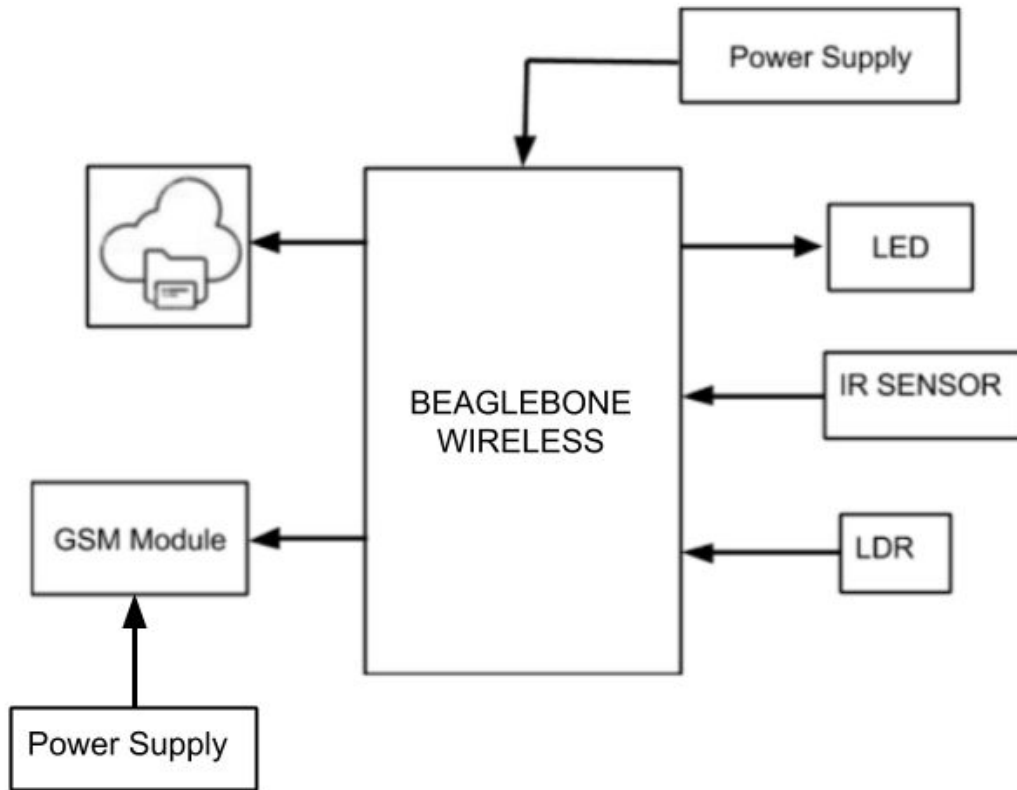 Power Supply
LED
IR SENSOR
BEAGLEBONE
WIRELESS
GSM Module
LDR
Power Supply